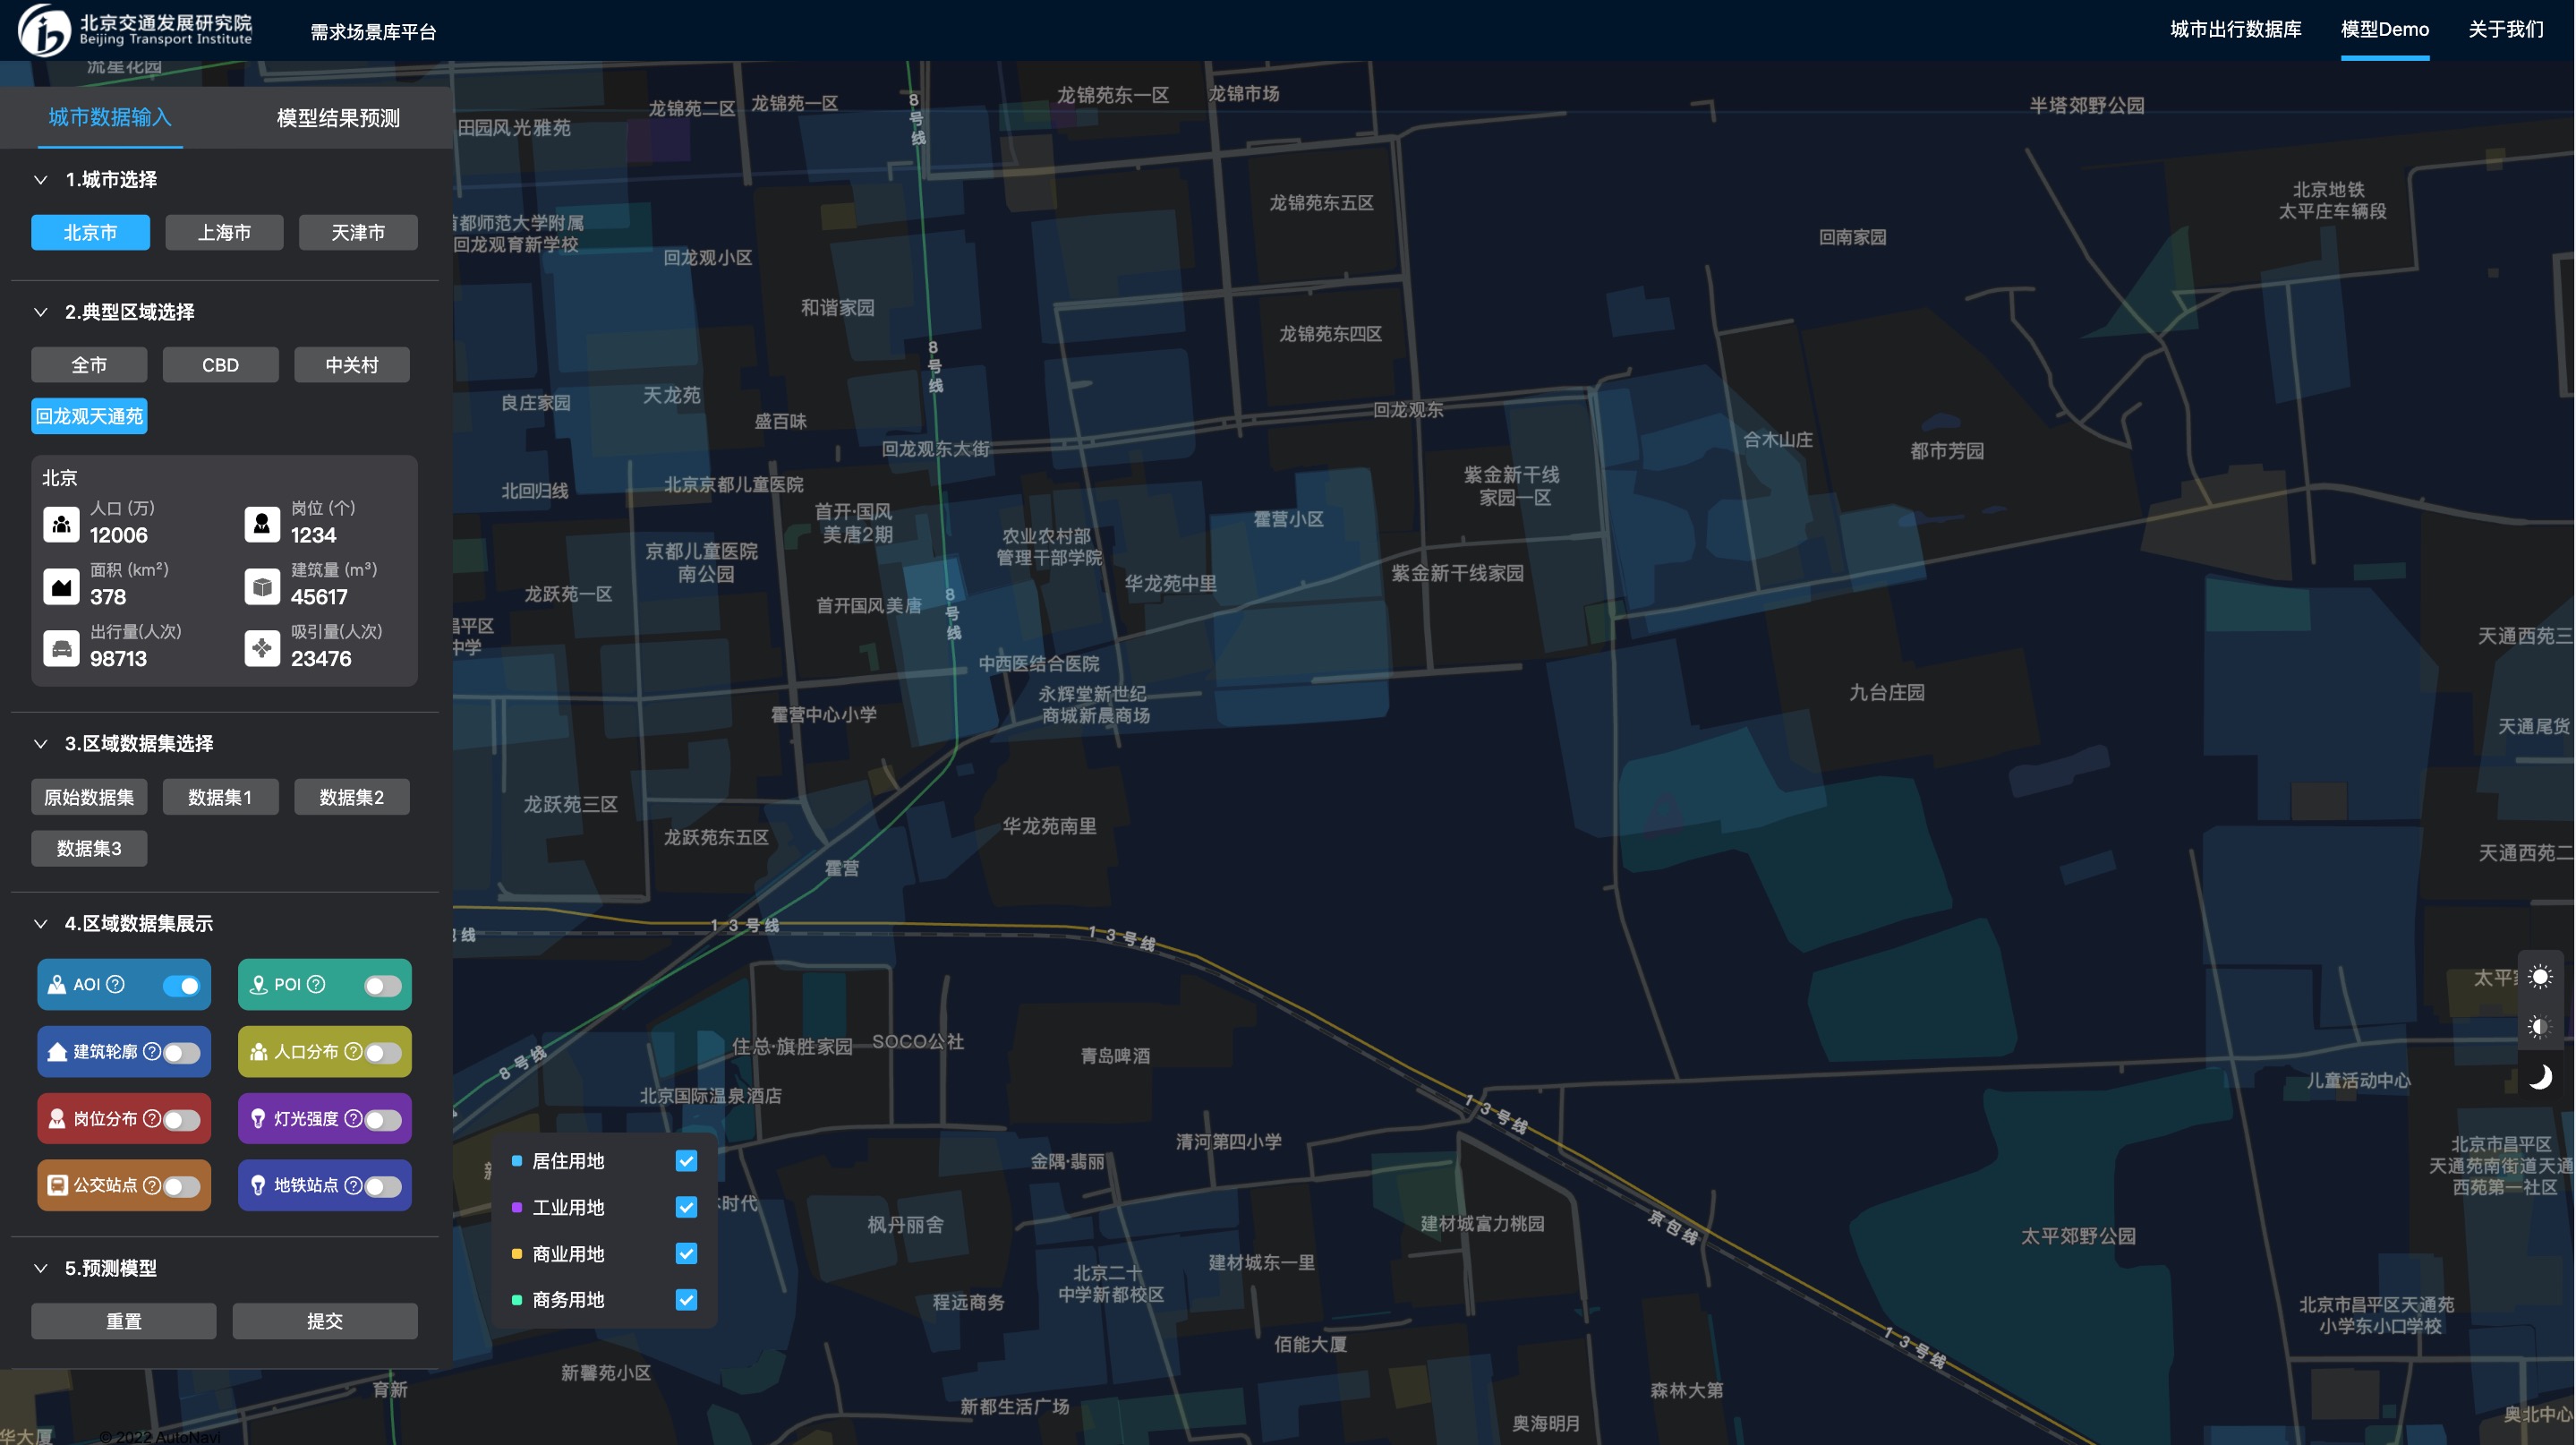 北京交通发展研究院
Beijing Transport Institute
需求场景库平台
城市出行数据库
模型Demo
关于我们
城市数据输入
模型结果预测
1.城市选择
北京市
上海市
天津市
2.典型区域选择
全市
CBD
中关村
回龙观天通苑
北京
人口 (万)
12006
岗位 (个)
1234
面积 (km²)
378
建筑量 (m³)
45617
出行量(人次)
98713
吸引量(人次)
23476
3.区域数据集选择
原始数据集
数据集1
数据集2
数据集3
4.区域数据集展示
AOI
POI
建筑轮廓
人口分布
岗位分布
灯光强度
公交站点
地铁站点
5.预测模型
重置
提交
居住用地
工业用地
商业用地
商务用地
流星花园
田园风光雅苑
龙锦苑二区
龙锦苑一区
8号线
龙锦苑东一区
龙锦市场
半塔郊野公园
首都师范大学附属
回龙观育新学校
回龙观小区
龙锦苑东五区
回南家园
北京地铁
太平庄车辆段
和谐家园
龙锦苑东四区
8号线
良庄家园
天龙苑
盛百味
回龙观东大街
回龙观东
合木山庄
都市芳园
北回归线
北京京都儿童医院
紫金新干线
家园一区
首开·国风
美唐2期
农业农村部
管理干部学院
霍营小区
京都儿童医院
南公园
华龙苑中里
紫金新干线家园
龙跃苑一区
首开国风美唐
8号线
昌平区
中学
中西医结合医院
天通西苑三
永辉堂新世纪
商城新晨商场
九台庄园
霍营中心小学
天通尾货
龙跃苑三区
龙跃苑东五区
华龙苑南里
霍营
天通西苑二
线
13号线
13号线
太平
8号线
住总·旗胜家园
SOCO公社
青岛啤酒
北京国际温泉酒店
13号线
儿童活动中心
清河第四小学
金隅·翡丽
北京市昌平区
天通苑南街道天通
西苑第一社区
时代
枫丹丽舍
建材城富力桃园
京包线
太平郊野公园
建材城东一里
北京二十
中学新都校区
程远商务
北京市昌平区天通苑
小学东小口学校
佰能大厦
13号线
新馨苑小区
育新
新都生活广场
森林大第
奥海明月
奥北中心
华大厦
© 2022 AutoNavi